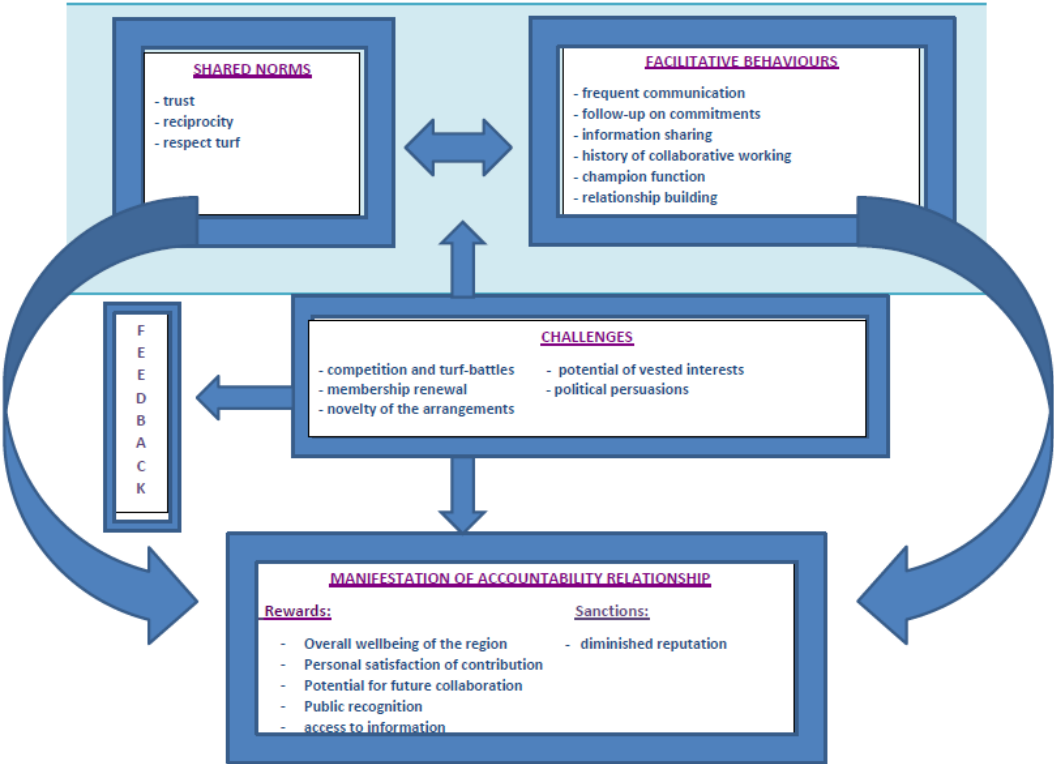 SHARED NORMS
- trust
- reciprocity
- respect turf
FACILITATIVE BEHAVIOURS
- frequent communication
- follow-up on commitments
- information sharing
- history of collaborative working
- champion function
- relationship building
F
E
E
D
B
A
C
K
CHALLENGES
- competition and turf-battles
- membership renewal
- novelty of the arrangements
- potential of vested interests
- political persuasions
MANIFESTATION OF ACCOUNTABILITY RELATIONSHIP
Rewards:
- Overall wellbeing of the region
- Personal satisfaction of contribution
- Potential for future collaboration
- Public recognition
- access to information
Sanctions:
- diminished reputation